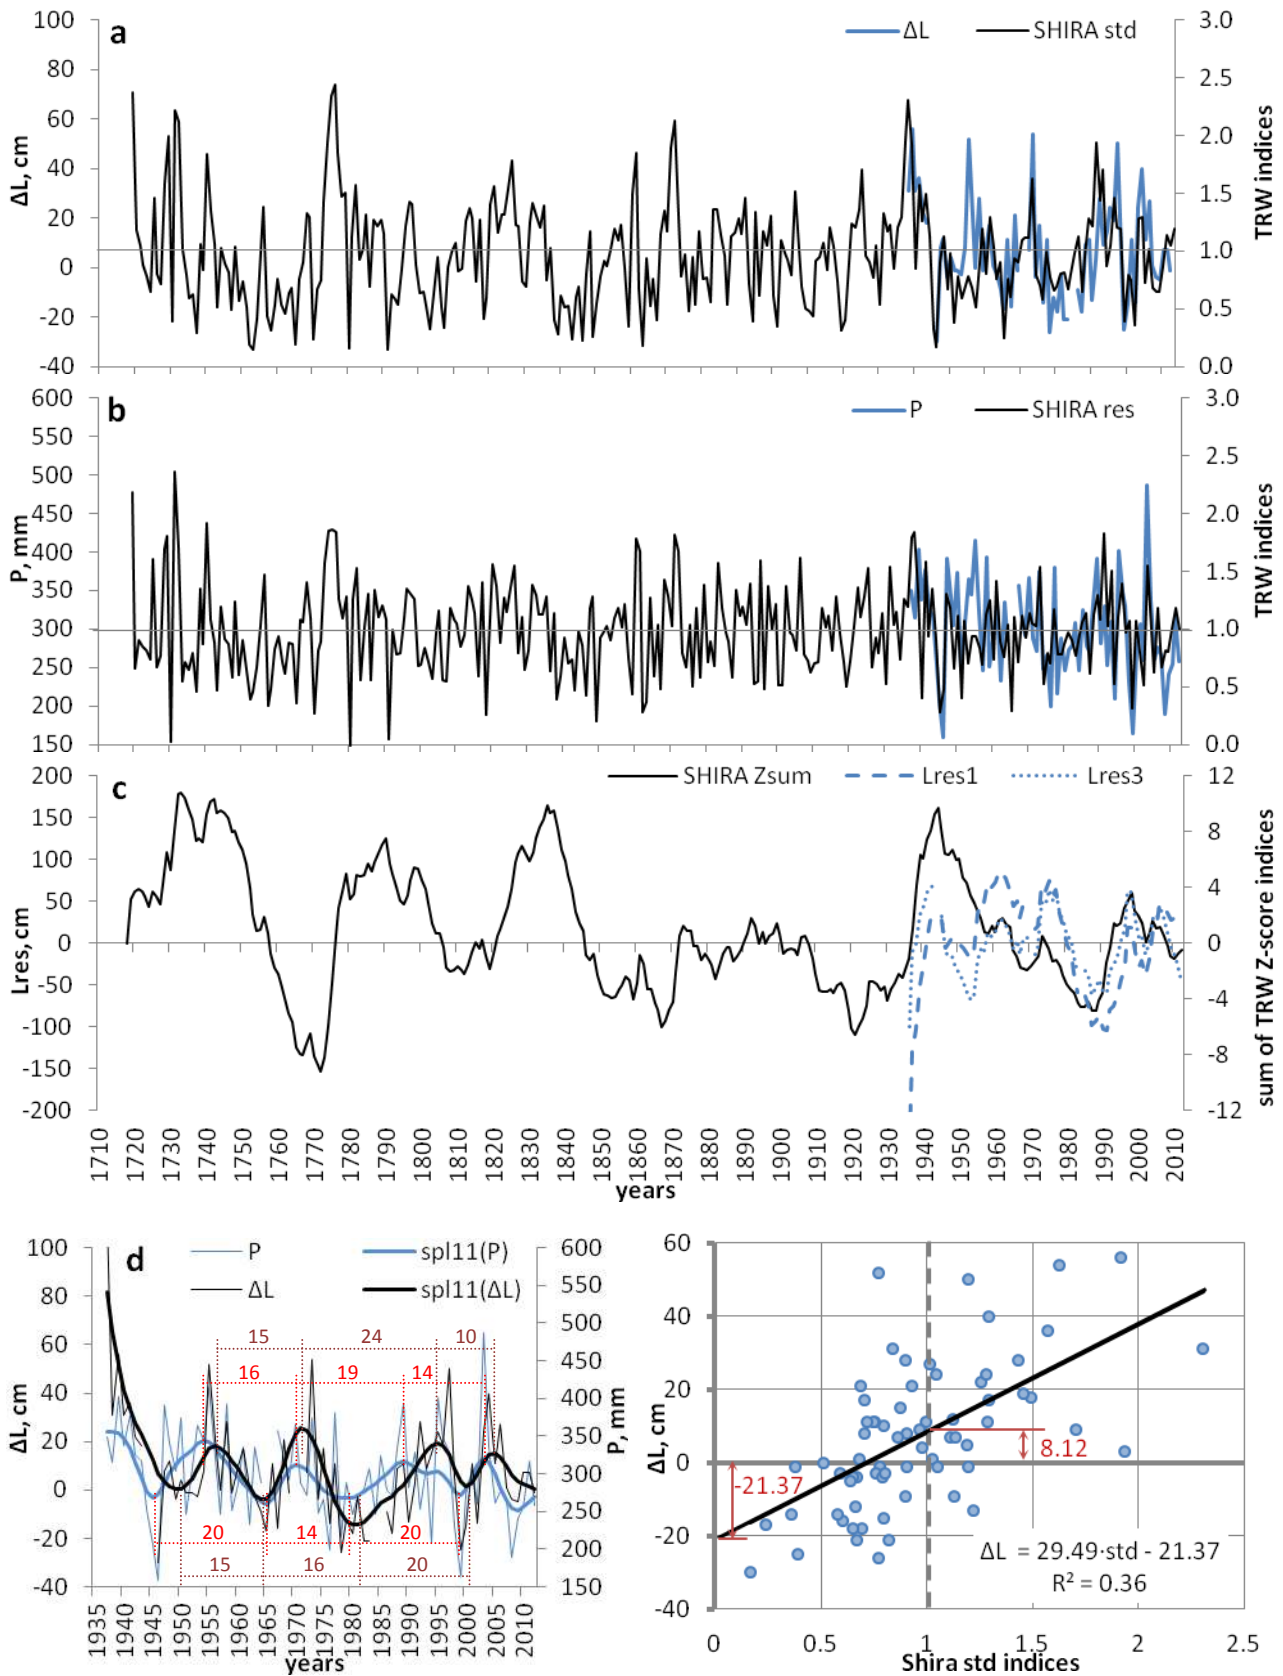 a
ΔL SHIRA std
100
80
60
40
20
0
-20
-40
ΔL, cm
3.0
2.5
2.0
1.5
1.0
0.5
0.0
TRW indices
b
P SHIRA res
600
550
500
450
400
350
300
250
200
150
P, mm
3.0
2.5
2.0
1.5
1.0
0.5
0.0
TRW indices
c
SHIRA Zsum Lres1 Lres3
200
150
100
50
0
-50
-100
-150
-200
Lres, cm
12
8
4
0
-4
-8
-12
sum of TRW Z-score indices
1710 1720 1730 1740 1750 1760 1770 1780 1790 1800 1810 1820 1830 1840 1850 1860 1870 1880 1890 1900 1910 1920 1930 1940 1950 1960 1970 1980 1990 2000 2010
years
d
P spl11(P)
ΔL spl11(ΔL)
100
80
60
40
20
0
-20
-40
ΔL, cm
600
550
500
450
400
350
300
250
200
150
P, mm
15 24 10
16 19 14
20 14 20
15 16 20
1935 1940 1945 1950 1955 1960 1965 1970 1975 1980 1985 1990 1995 2000 2005 2010
years
60
40
20
0
-20
-40
ΔL, cm
8.12
-21.37
ΔL = 29.49·std - 21.37
R² = 0.36
0 0.5 1 1.5 2 2.5
Shira std indices